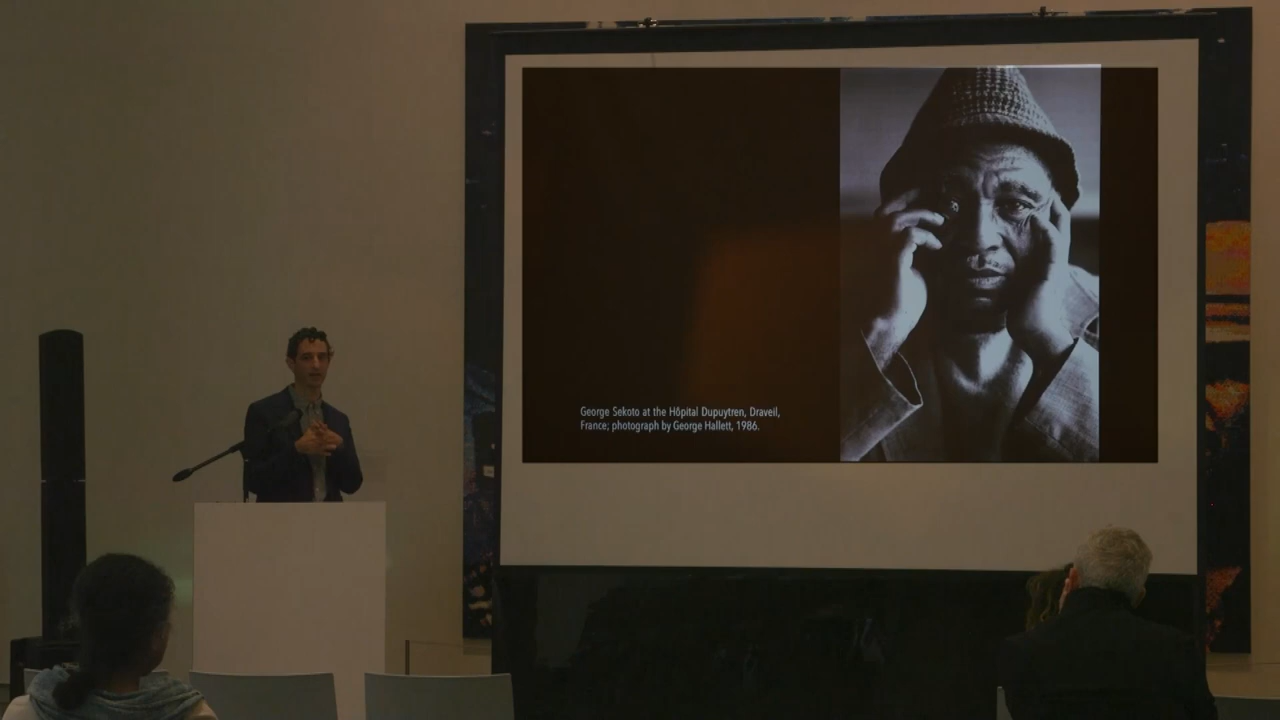 George Sekoto at the Hôpital Dupuytren, Draveil,
France; photograph by George Hallett, 1986.